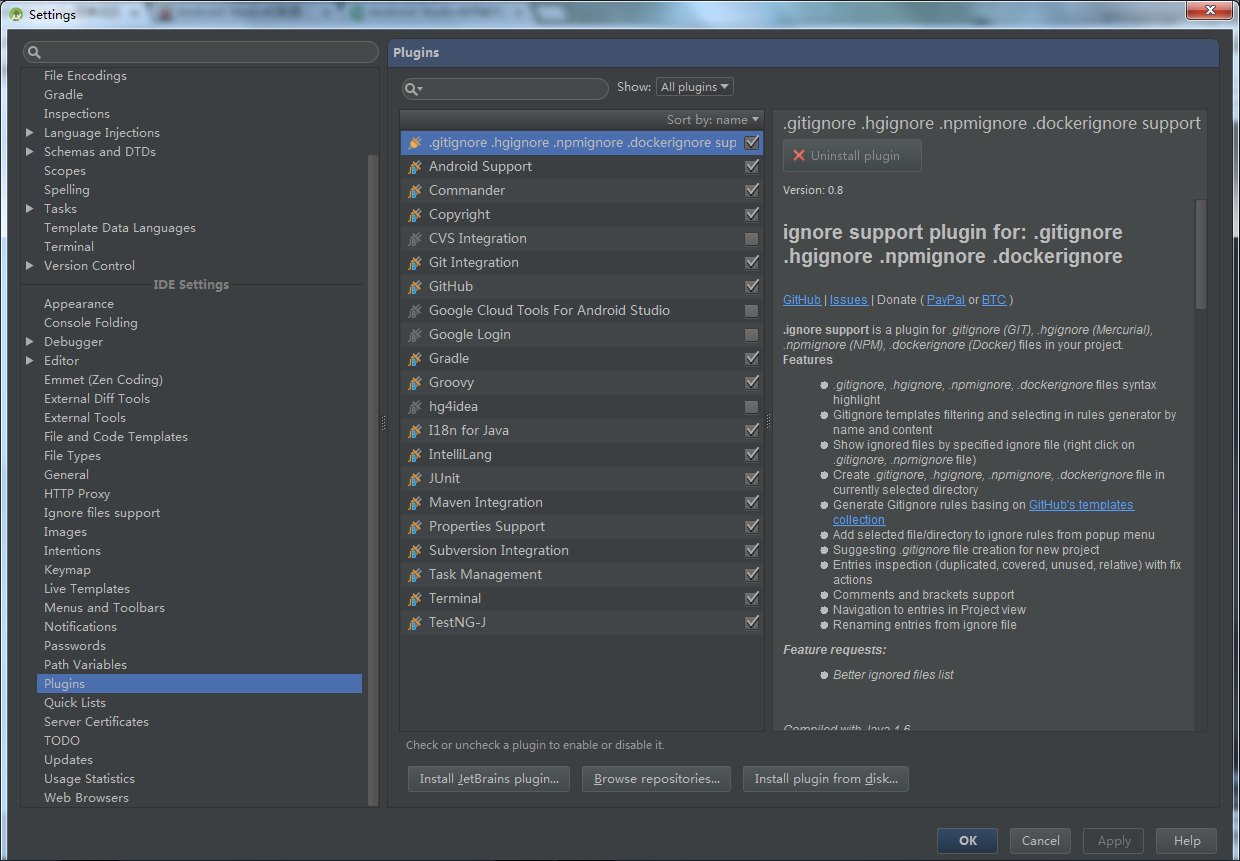 Settings
File Encodings
Gradle
Inspections
Language Injections
Schemas and DTDs
Scopes
Spelling
Tasks
Template Data Languages
Terminal
Version Control
IDE Settings
Appearance
Console Folding
Debugger
Editor
Emmet (Zen Coding)
External Diff Tools
External Tools
File and Code Templates
File Types
General
HTTP Proxy
Ignore files support
Images
Intentions
Keymap
Live Templates
Menus and Toolbars
Notifications
Passwords
Path Variables
Plugins
Quick Lists
Server Certificates
TODO
Updates
Usage Statistics
Web Browsers
Plugins
Show: All plugins
Sort by: name
.gitignore .hgignore .npmignore .dockerignore sup
Android Support
Commander
Copyright
CVS Integration
Git Integration
GitHub
Google Cloud Tools For Android Studio
Google Login
Gradle
Groovy
hg4idea
I18n for Java
IntelliLang
JUnit
Maven Integration
Properties Support
Subversion Integration
Task Management
Terminal
TestNG-J
.gitignore .hgignore .npmignore .dockerignore support
Uninstall plugin
Version: 0.8
ignore support plugin for: .gitignore
.hgignore .npmignore .dockerignore
GitHub | Issues | Donate ( PayPal or BTC )
.ignore support is a plugin for .gitignore (GIT), .hgignore (Mercurial),
.npmignore (NPM), .dockerignore (Docker) files in your project.
Features
.gitignore, .hgignore, .npmignore, .dockerignore files syntax
highlight
Gitignore templates filtering and selecting in rules generator by
name and content
Show ignored files by specified ignore file (right click on
.gitignore, .npmignore file)
Create .gitignore, .hgignore, .npmignore, .dockerignore file in
currently selected directory
Generate Gitignore rules basing on GitHub's templates
collection
Add selected file/directory to ignore rules from popup menu
Suggesting .gitignore file creation for new project
Entries inspection (duplicated, covered, unused, relative) with fix
actions
Comments and brackets support
Navigation to entries in Project view
Renaming entries from ignore file
Feature requests:
Better ignored files list
Compiled with Java 1.6
Check or uncheck a plugin to enable or disable it.
Install JetBrains plugin...
Browse repositories...
Install plugin from disk...
OK
Cancel
Apply
Help